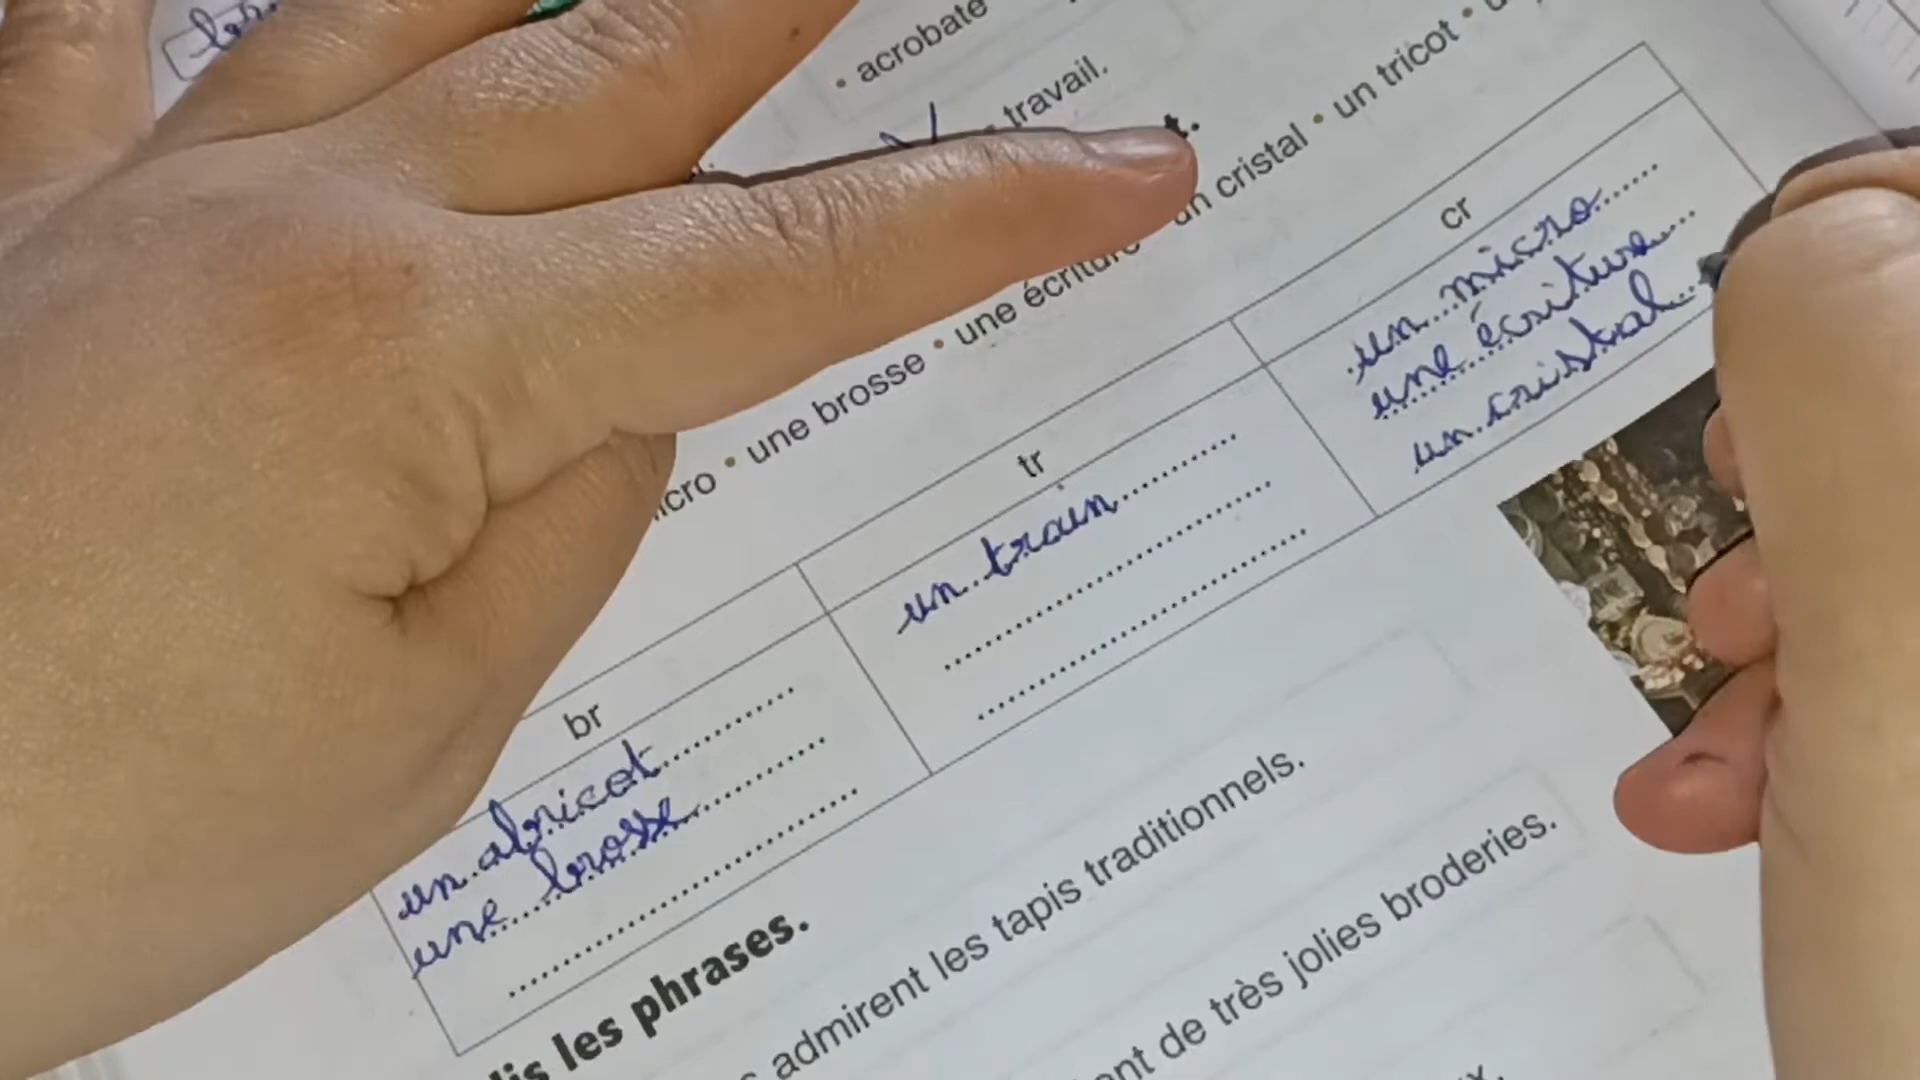 • acrobate
travail.
t.
icro • une brosse • une écriture un cristal • un tricot •
br
tr
cr
un abricot
une brosse
un train
un micro
une écriture
un cristal
lis les phrases.
admirent les tapis traditionnels.
ent de très jolies broderies.